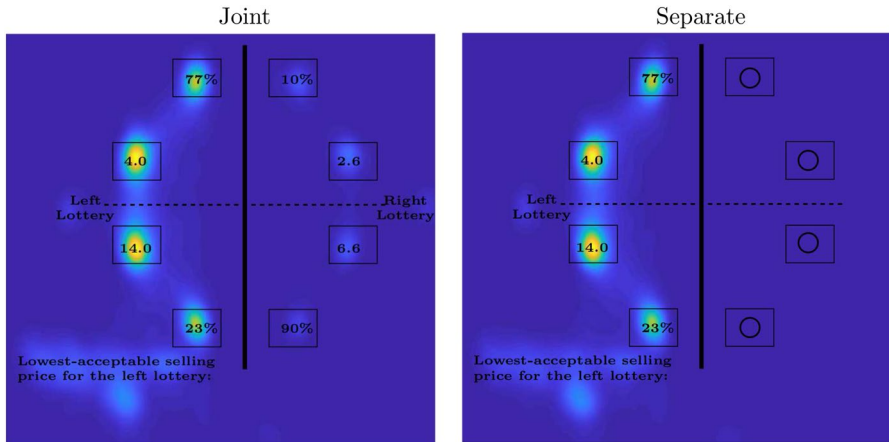 Joint
77% 10%
4.0 2.6
Left Right
Lottery Lottery
14.0 6.6
23% 90%
Lowest-acceptable selling
price for the left lottery:
Separate
77%
4.0
Left
Lottery
14.0
23%
Lowest-acceptable selling
price for the left lottery: